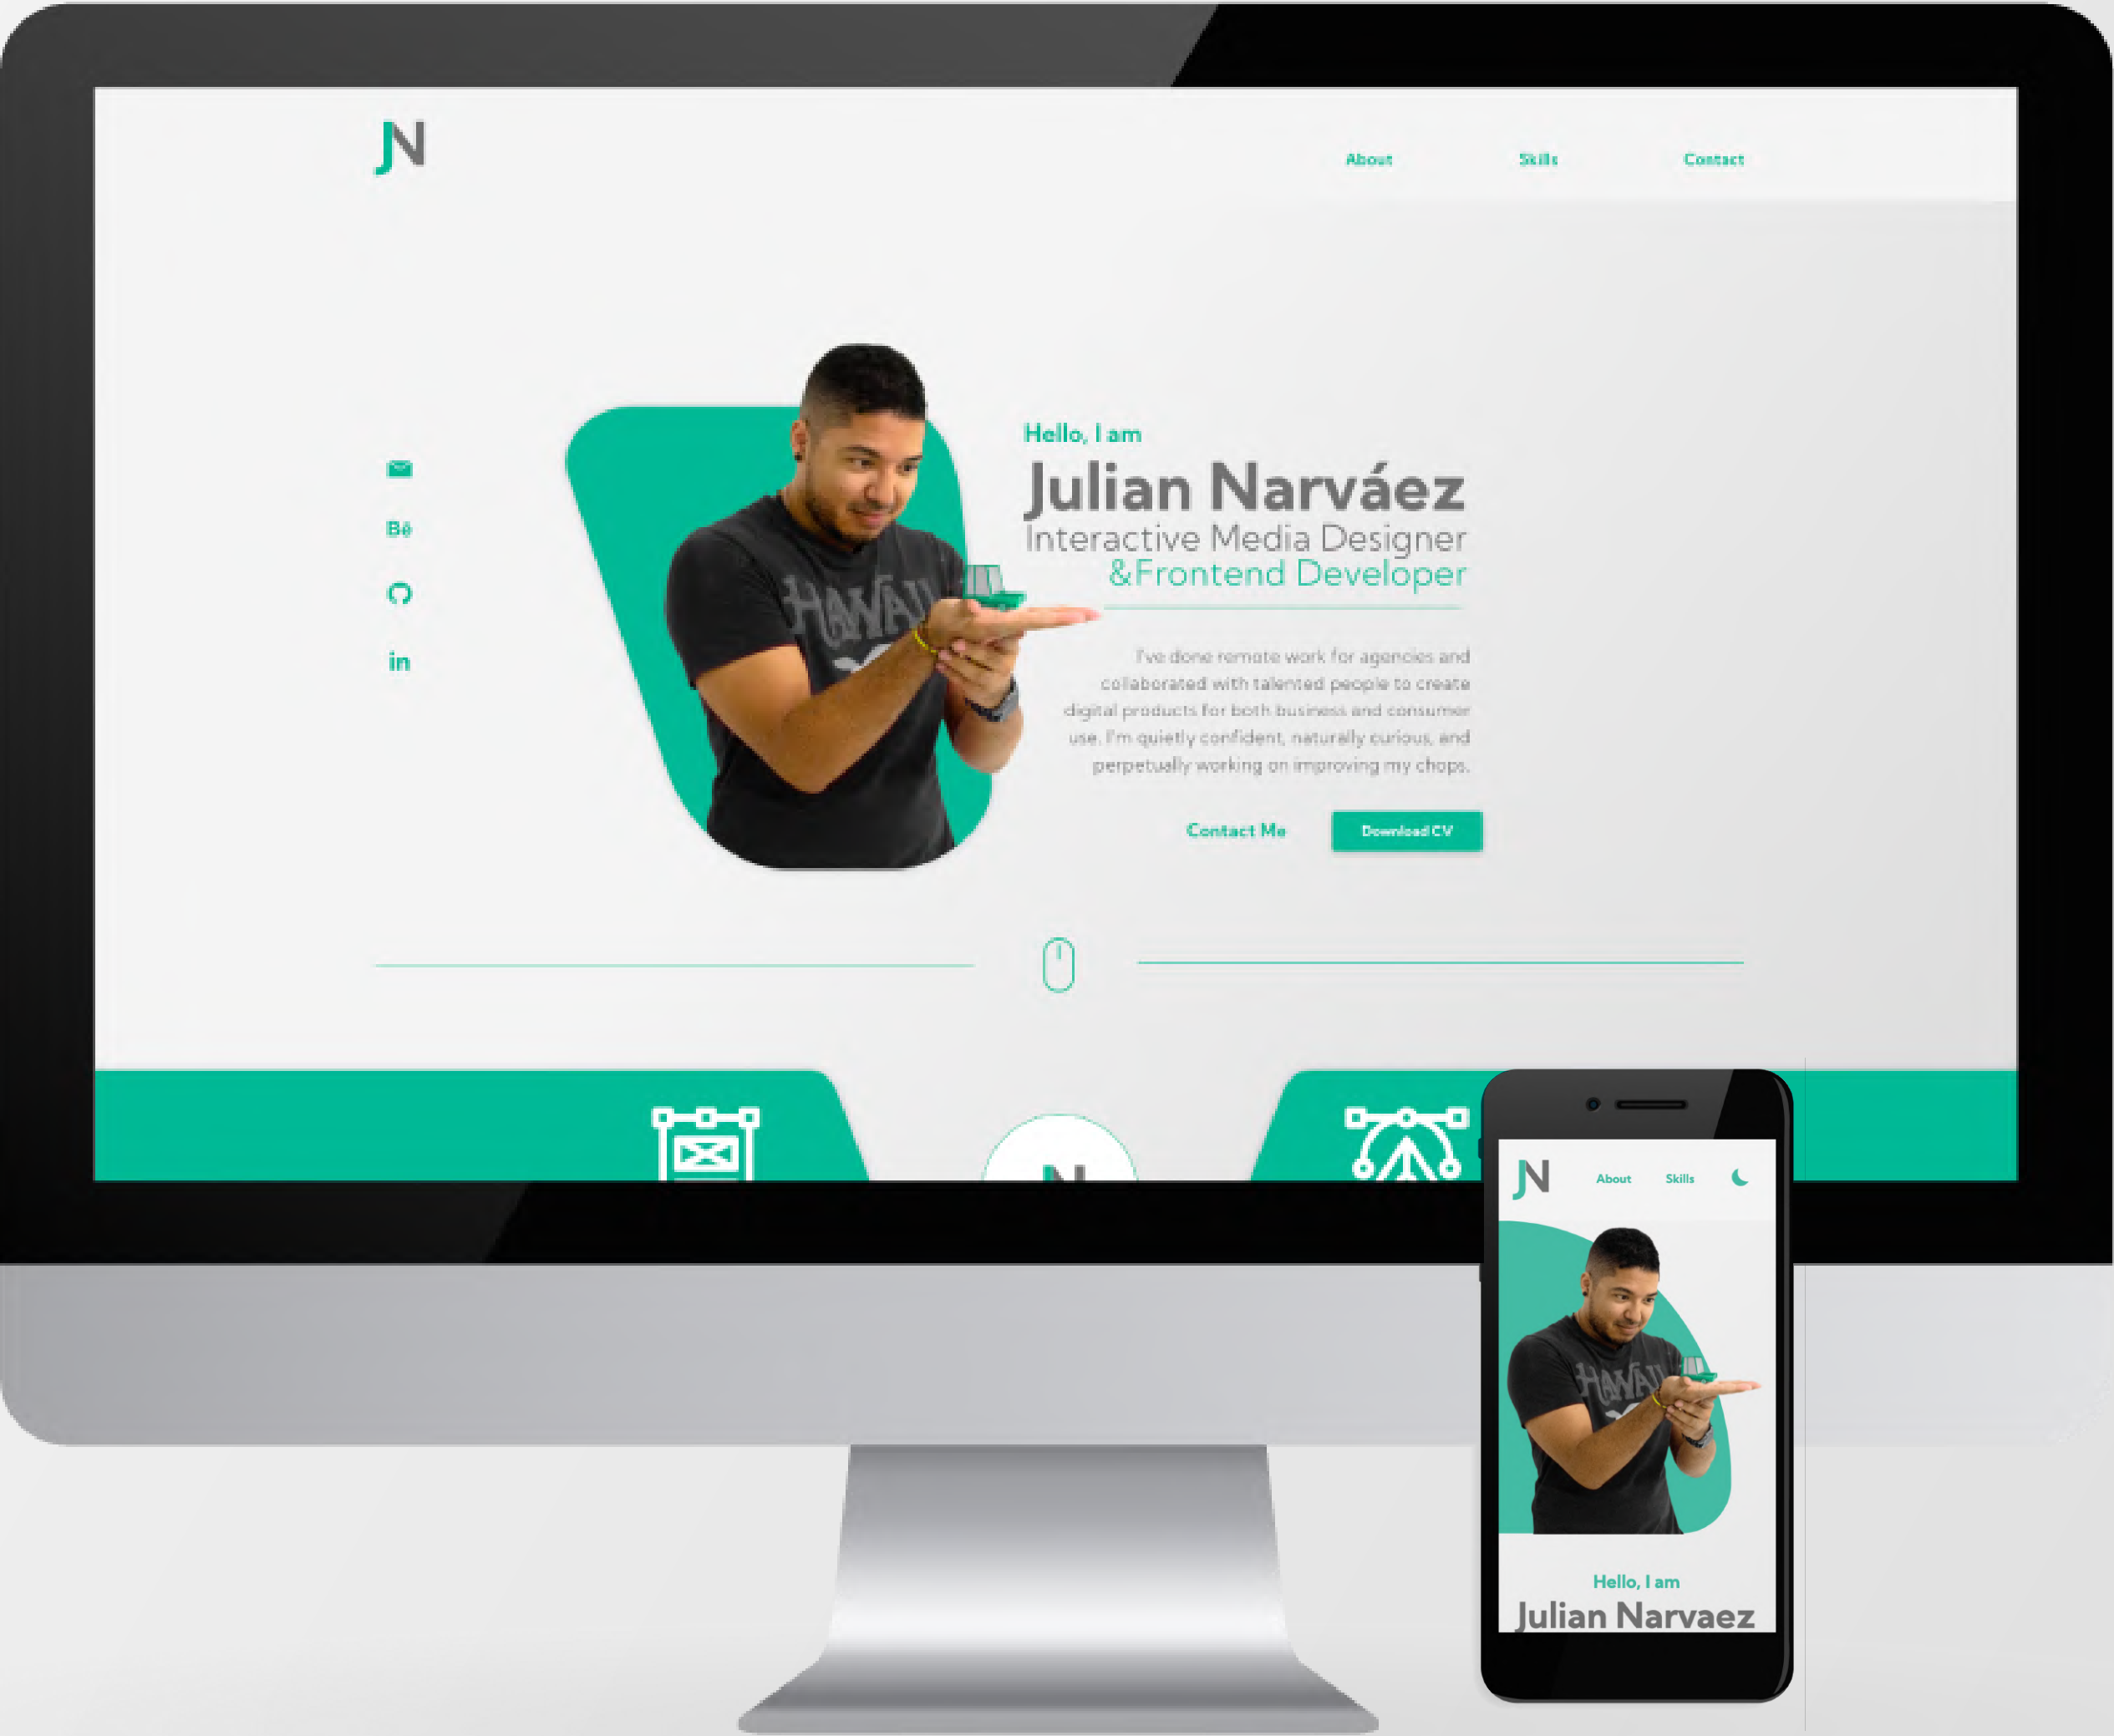 JN
About Skills Contact
Hello, I am
Julian Narváez
Interactive Media Designer
&Frontend Developer
Bē
in
HAWAII
I've done remote work for agencies and
collaborated with talented people to create
digital products for both business and consumer
use. I'm quietly confident, naturally curious, and
perpetually working on improving my chops.
Contact Me Download CV
N
JN
About Skills
HAWAII
Hello, I am
Julian Narvaez